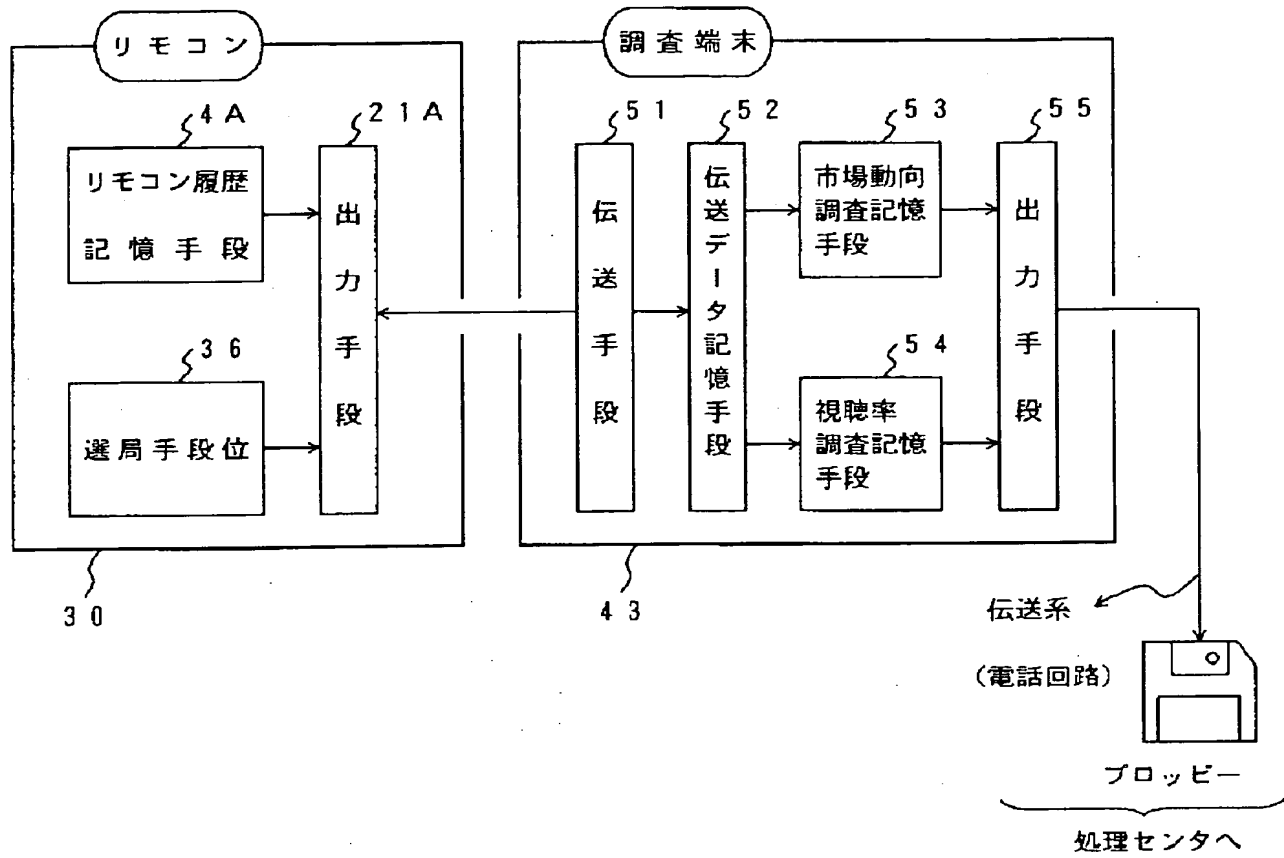 リモコン
調査端末
4A
21A
51
52
53
55
リモコン履歴
記憶手段
出力手段
伝送手段
伝送データ記憶手段
市場動向
調査記憶
手段
出力手段
36
選局手段位
54
視聴率
調査記憶
手段
30
43
伝送系
(電話回路)
プロッピー
処理センタへ